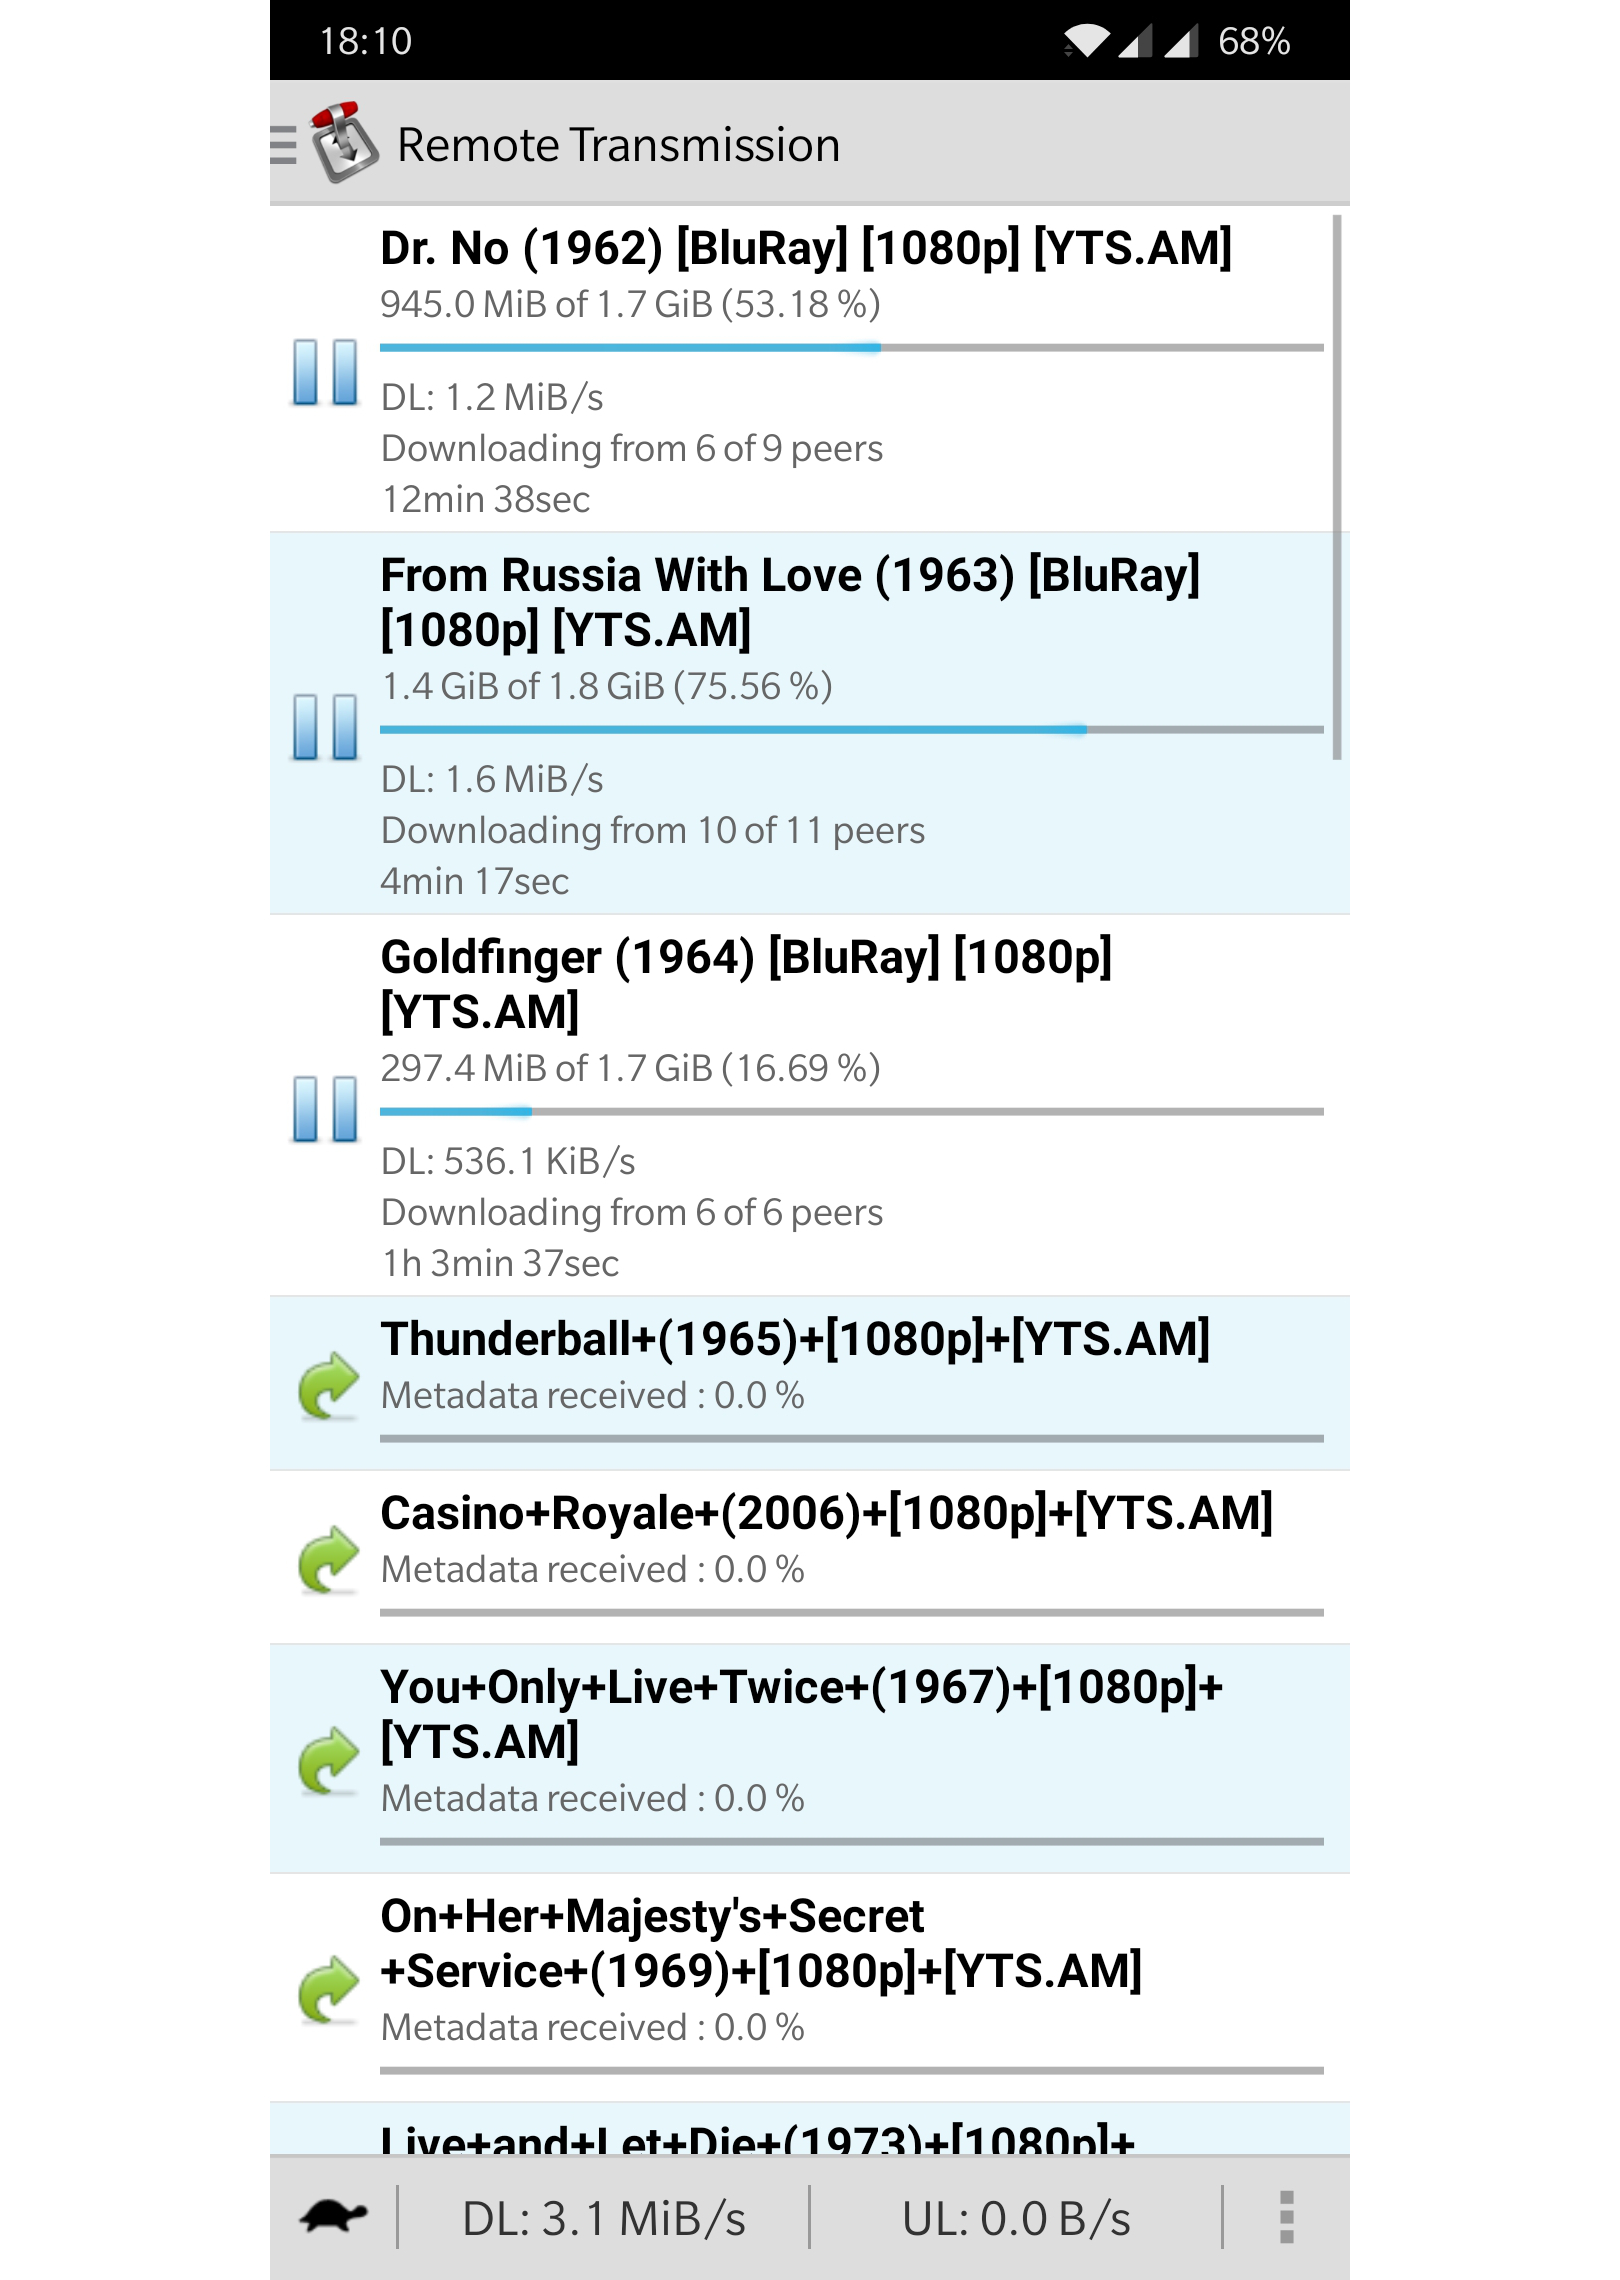 18:10
68%
Remote Transmission
Dr. No (1962) [BluRay] [1080p] [YTS.AM]
945.0 MiB of 1.7 GiB (53.18 %)
DL: 1.2 MiB/s
Downloading from 6 of 9 peers
12min 38sec
From Russia With Love (1963) [BluRay]
[1080p] [YTS.AM]
1.4 GiB of 1.8 GiB (75.56 %)
DL: 1.6 MiB/s
Downloading from 10 of 11 peers
4min 17sec
Goldfinger (1964) [BluRay] [1080p]
[YTS.AM]
297.4 MiB of 1.7 GiB (16.69 %)
DL: 536.1 KiB/s
Downloading from 6 of 6 peers
1h 3min 37sec
Thunderball+(1965)+[1080p]+[YTS.AM]
Metadata received : 0.0 %
Casino+Royale+(2006)+[1080p]+[YTS.AM]
Metadata received : 0.0 %
You+Only+Live+Twice+(1967)+[1080p]+
[YTS.AM]
Metadata received : 0.0 %
On+Her+Majesty's+Secret
+Service+(1969)+[1080p]+[YTS.AM]
Metadata received : 0.0 %
Live+and+Let+Die+(1973)+[1080p]+
DL: 3.1 MiB/s
UL: 0.0 B/s